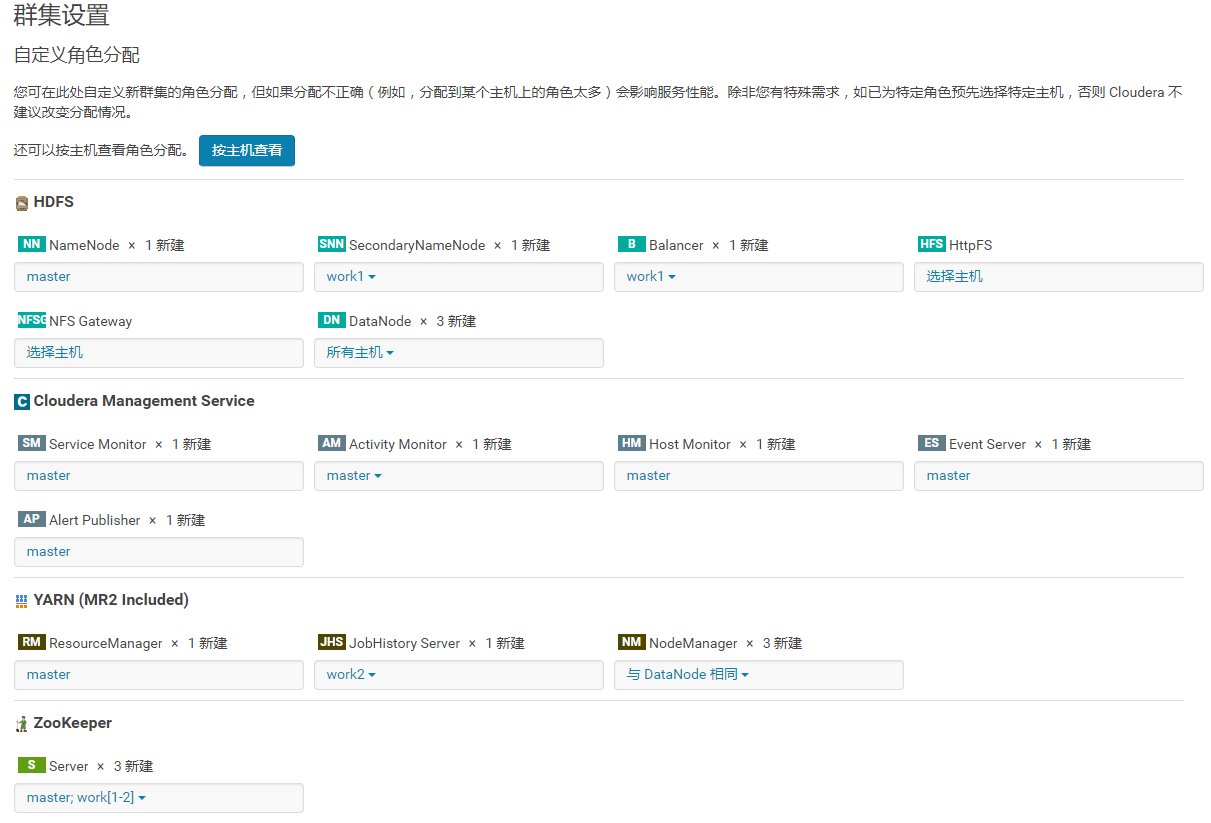 群集设置
自定义角色分配
您可在此处自定义新群集的角色分配，但如果分配不正确（例如，分配到某个主机上的角色太多）会影响服务性能。除非您有特殊需求，如已为特定角色预先选择特定主机，否则 Cloudera 不
建议改变分配情况。
还可以按主机查看角色分配。 按主机查看
HDFS
NN NameNode × 1 新建 SNN SecondaryNameNode × 1 新建 B Balancer × 1 新建 HFS HttpFS
master work1 work1 选择主机
NFSG NFS Gateway DN DataNode × 3 新建
选择主机 所有主机
C Cloudera Management Service
SM Service Monitor × 1 新建 AM Activity Monitor × 1 新建 HM Host Monitor × 1 新建 ES Event Server × 1 新建
master master master master
AP Alert Publisher × 1 新建
master
YARN (MR2 Included)
RM ResourceManager × 1 新建 JHS JobHistory Server × 1 新建 NM NodeManager × 3 新建
master work2 与 DataNode 相同
ZooKeeper
S Server × 3 新建
master; work[1-2]